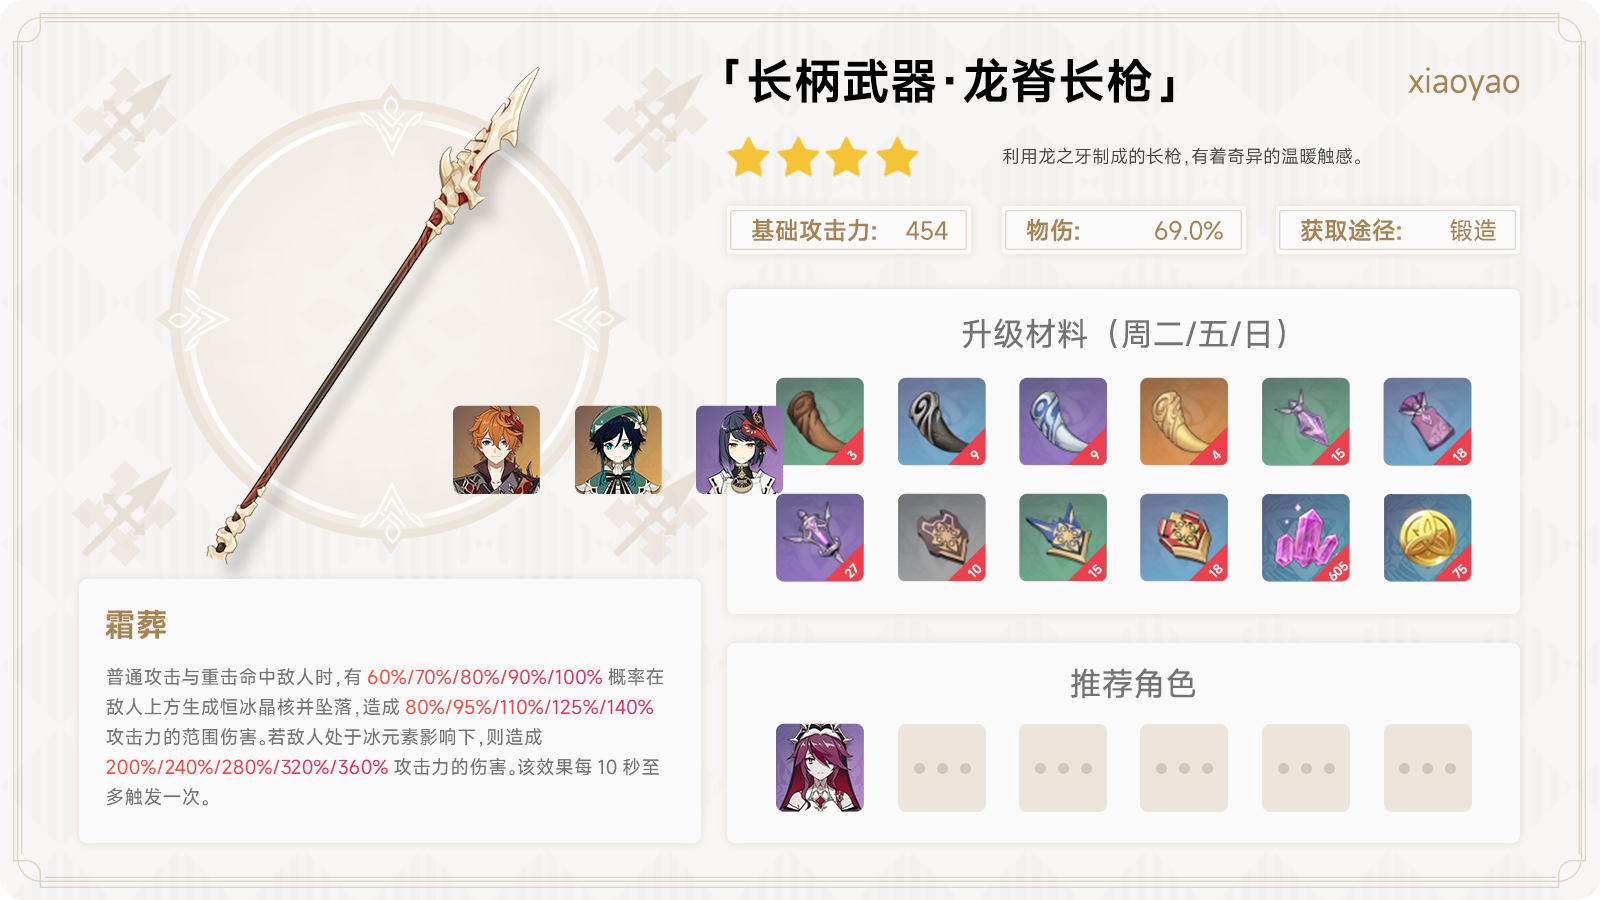 「长柄武器·龙脊长枪」
xiaoyao
利用龙之牙制成的长枪,有着奇异的温暖触感。
基础攻击力: 454
物伤: 69.0%
获取途径: 锻造
升级材料（周二/五/日）
3 9 9 4 15 18
27 10 15 18 605 75
霜葬
普通攻击与重击命中敌人时,有 60%/70%/80%/90%/100% 概率在
敌人上方生成恒冰晶核并坠落,造成 80%/95%/110%/125%/140%
攻击力的范围伤害。若敌人处于冰元素影响下,则造成
200%/240%/280%/320%/360% 攻击力的伤害。该效果每 10 秒至
多触发一次。
推荐角色